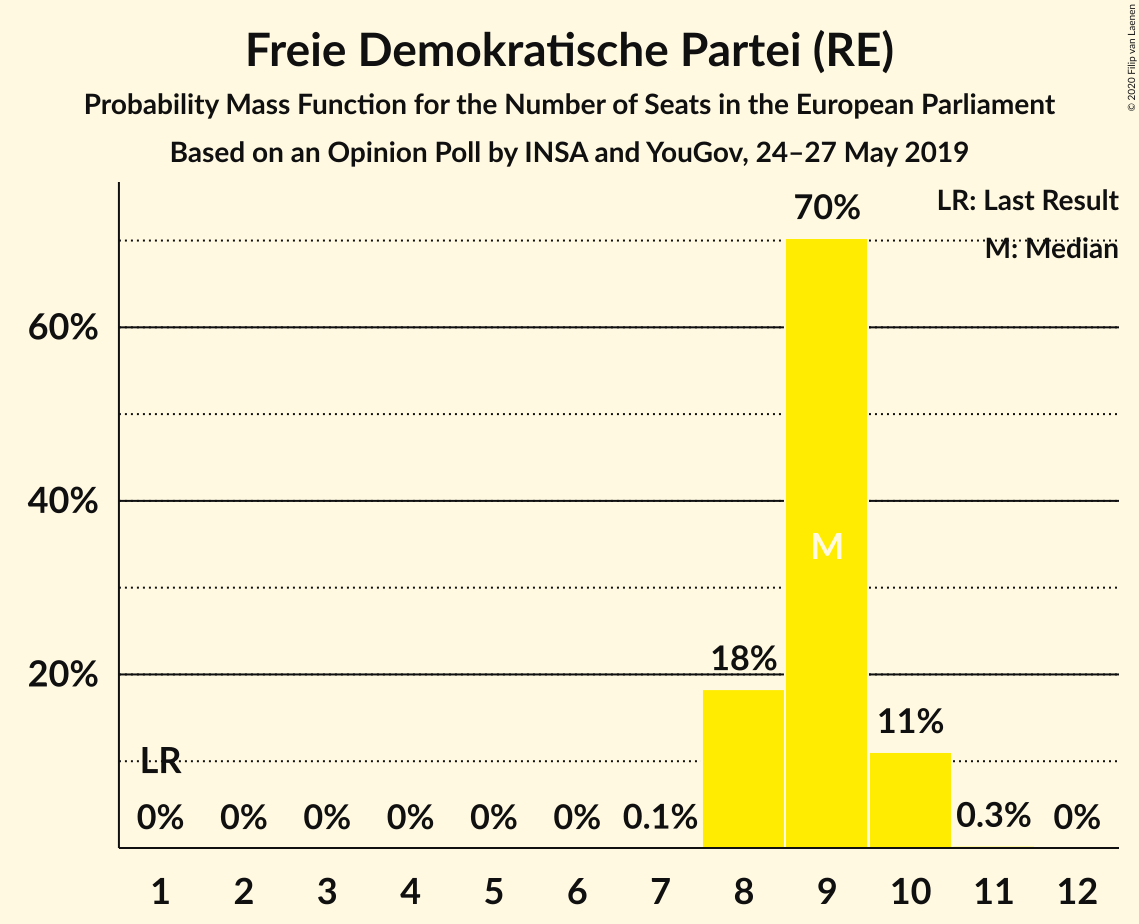 Freie Demokratische Partei (RE)
Probability Mass Function for the Number of Seats in the European Parliament
Based on an Opinion Poll by INSA and YouGov, 24–27 May 2019
© 2020 Filip van Laenen
LR: Last Result
M: Median
70%
60%
40%
M
20%
18%
11%
LR
0% 0% 0% 0% 0% 0% 0.1% 0.3% 0%
1 2 3 4 5 6 7 8 9 10 11 12